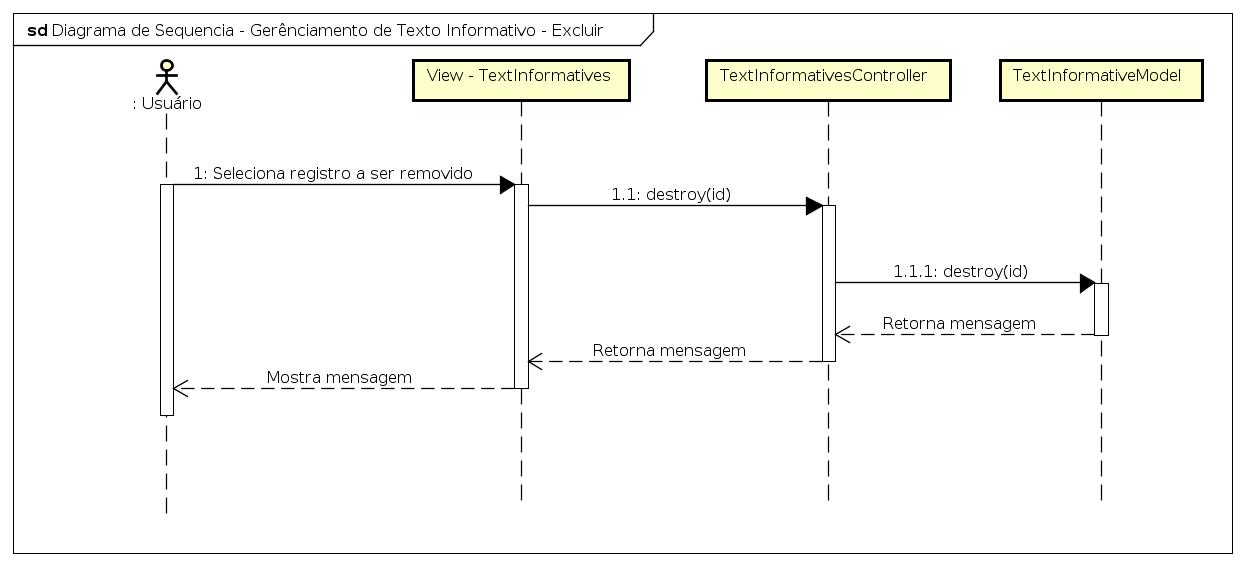 sd Diagrama de Sequencia - Gerênciamento de Texto Informativo - Excluir
: Usuário
View - TextInformatives
TextInformativesController
TextInformativeModel
1: Seleciona registro a ser removido
1.1: destroy(id)
1.1.1: destroy(id)
Retorna mensagem
Retorna mensagem
Mostra mensagem